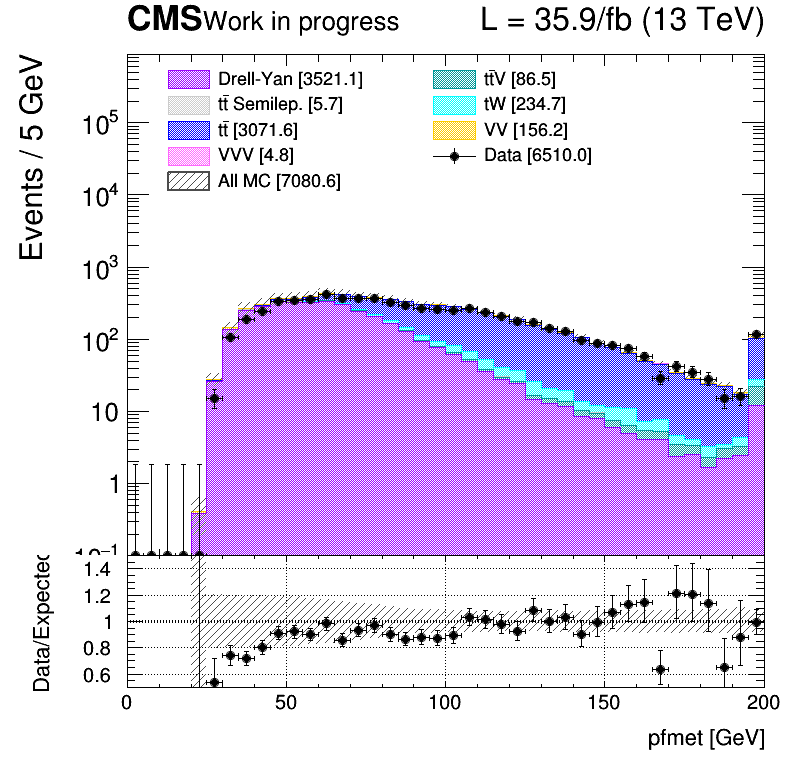 CMS Work in progress L = 35.9/fb (13 TeV)
Events / 5 GeV
Drell-Yan [3521.1]
tt̄ Semilep. [5.7]
tt̄ [3071.6]
VVV [4.8]
All MC [7080.6]
tt̄V [86.5]
tW [234.7]
VV [156.2]
Data [6510.0]
10⁵
10⁴
10³
10²
10
1
Data/Expected
1.4
1.2
1
0.8
0.6
0 50 100 150 200
pfmet [GeV]